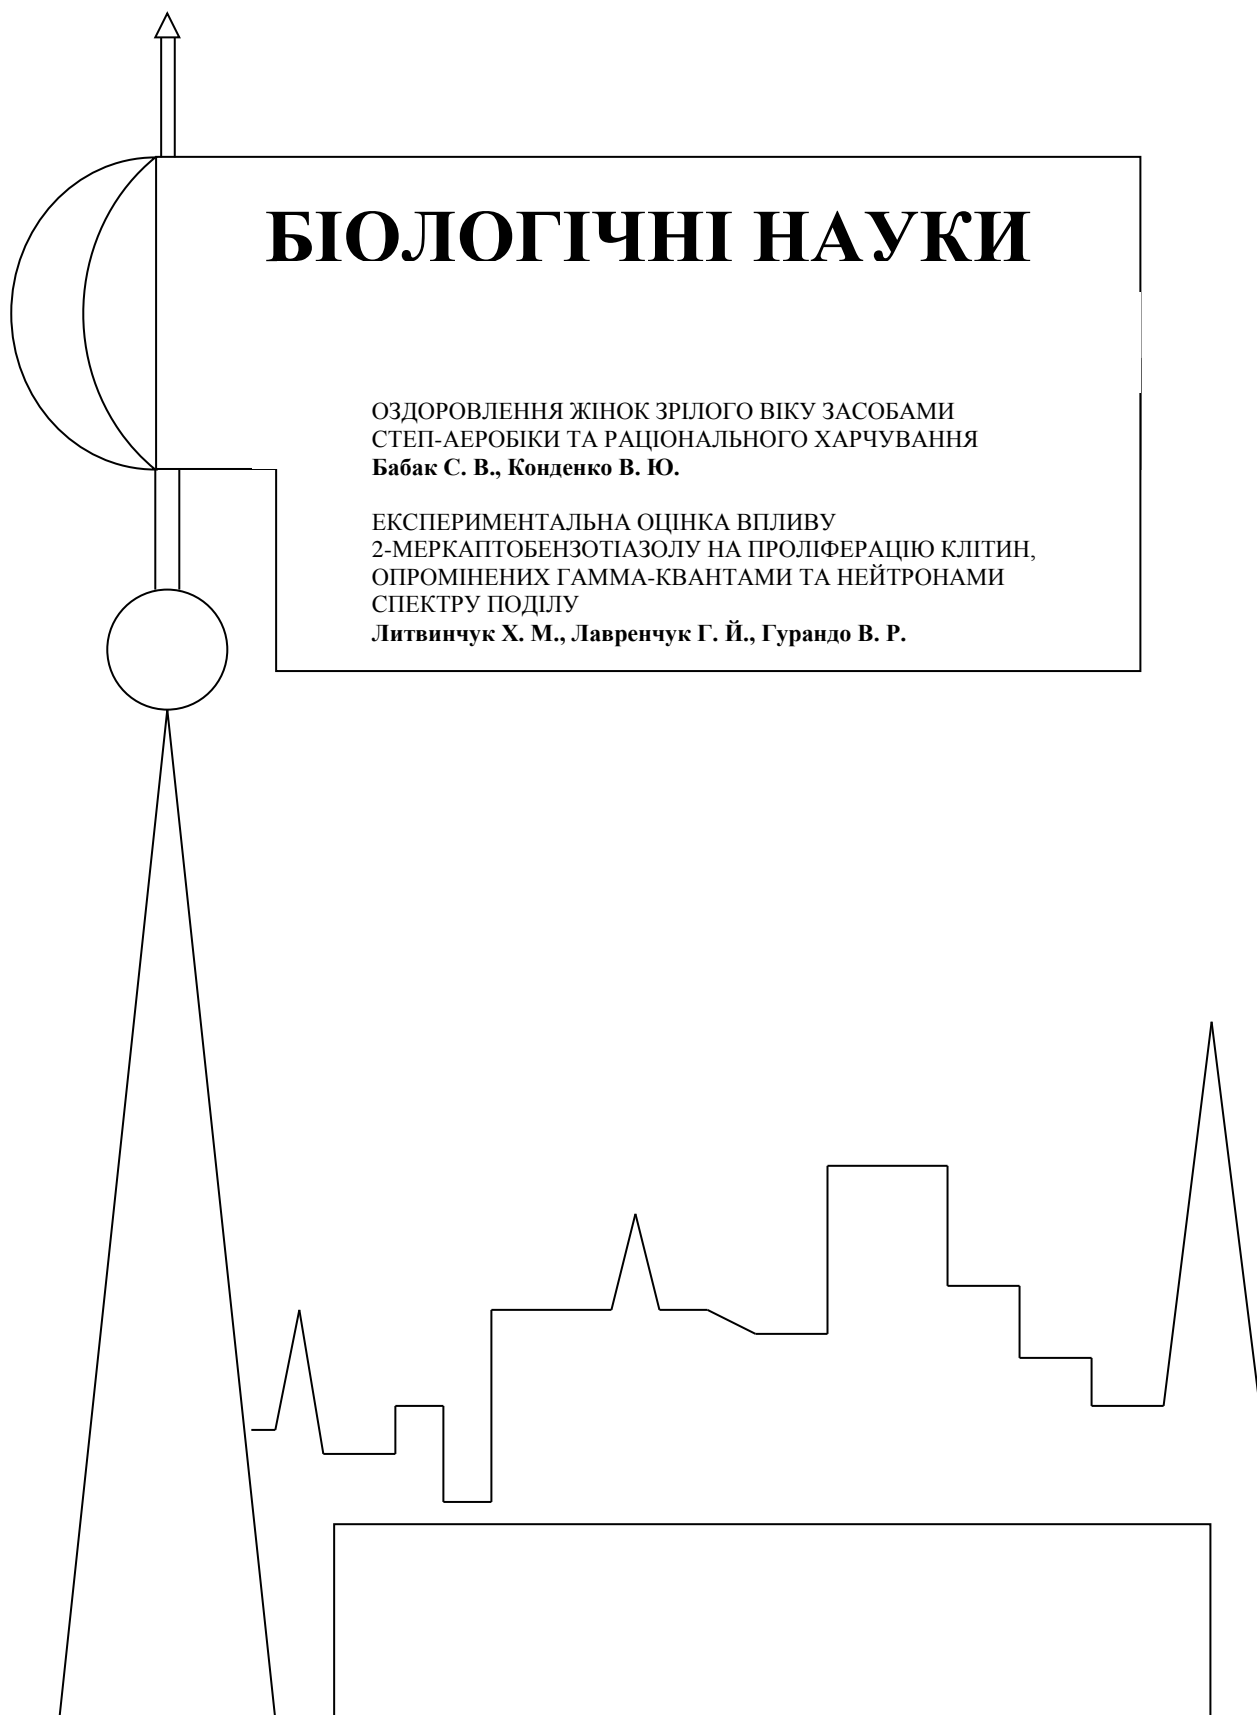 БІОЛОГІЧНІ НАУКИ
ОЗДОРОВЛЕННЯ ЖІНОК ЗРІЛОГО ВІКУ ЗАСОБАМИ
СТЕП-АЕРОБІКИ ТА РАЦІОНАЛЬНОГО ХАРЧУВАННЯ
Бабак С. В., Конденко В. Ю.
ЕКСПЕРИМЕНТАЛЬНА ОЦІНКА ВПЛИВУ
2-МЕРКАПТОБЕНЗОТІАЗОЛУ НА ПРОЛІФЕРАЦІЮ КЛІТИН,
ОПРОМІНЕНИХ ГАММА-КВАНТАМИ ТА НЕЙТРОНАМИ
СПЕКТРУ ПОДІЛУ
Литвинчук Х. М., Лавренчук Г. Й., Гурандо В. Р.